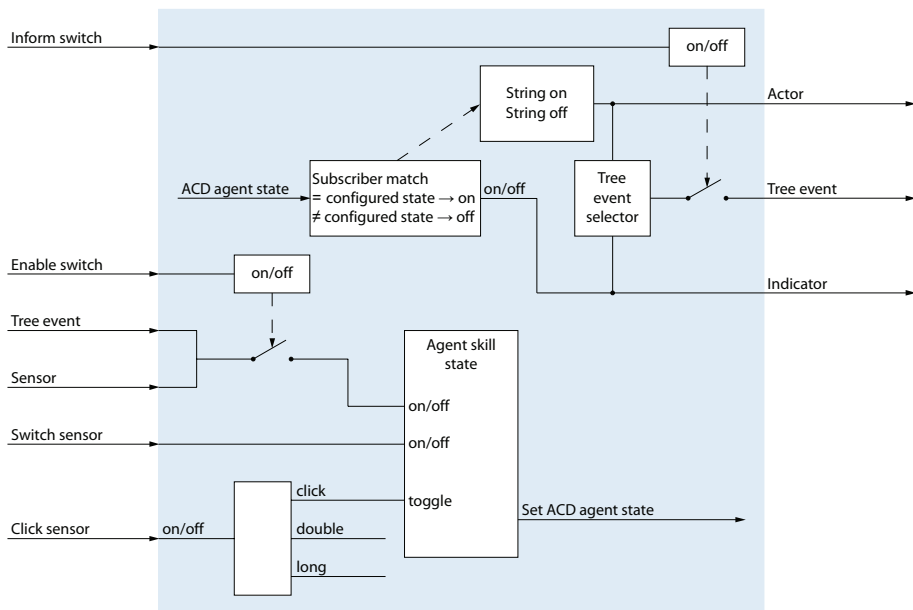 Inform switch
on/off
String on
String off
Actor
ACD agent state
Subscriber match
= configured state → on
≠ configured state → off
on/off
Tree
event
selector
Tree event
Enable switch
on/off
Indicator
Tree event
Sensor
Agent skill
state
on/off
Switch sensor
on/off
click
toggle
Click sensor
on/off
double
Set ACD agent state
long